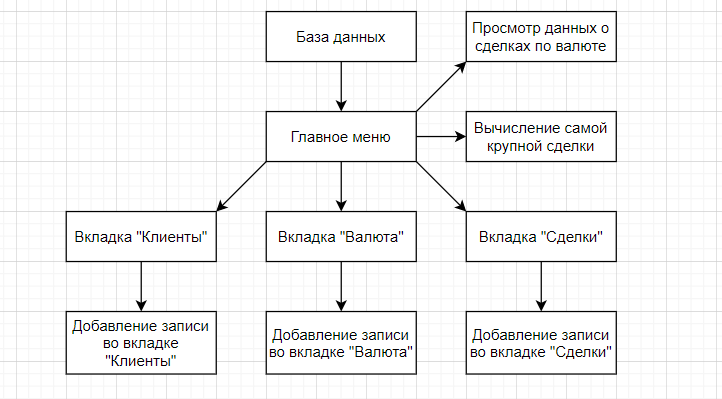 База данных
Просмотр данных о
сделках по валюте
Главное меню
Вычисление самой
крупной сделки
Вкладка "Клиенты"
Вкладка "Валюта"
Вкладка "Сделки"
Добавление записи
во вкладке
"Клиенты"
Добавление записи
во вкладке "Валюта"
Добавление записи
во вкладке "Сделки"